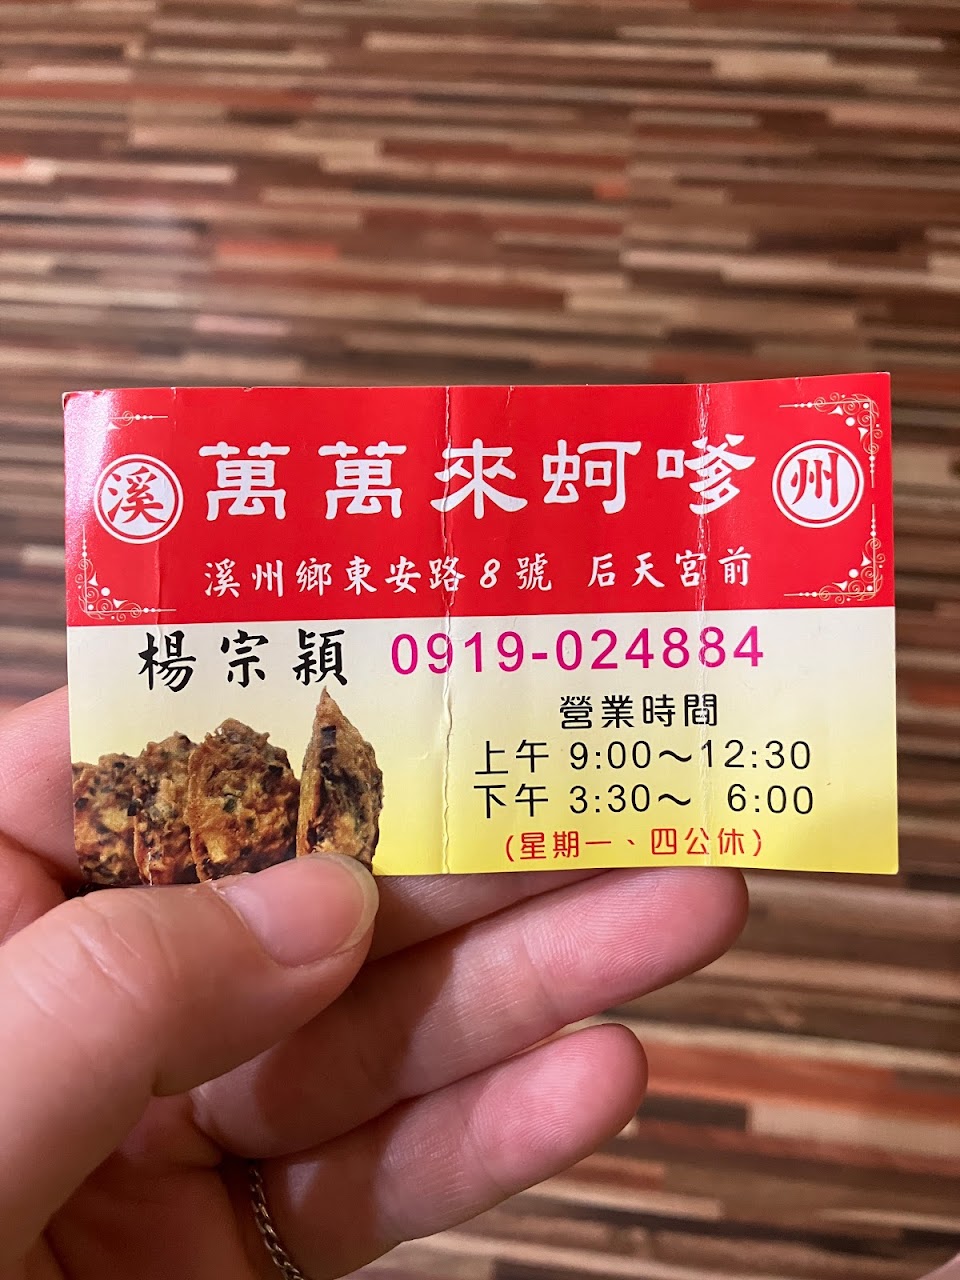 溪 萬萬來蚵嗲 州
溪州鄉東安路8號 后天宮前
楊宗穎 0919-024884
營業時間
上午 9:00～12:30
下午 3:30～ 6:00
(星期一、四公休)